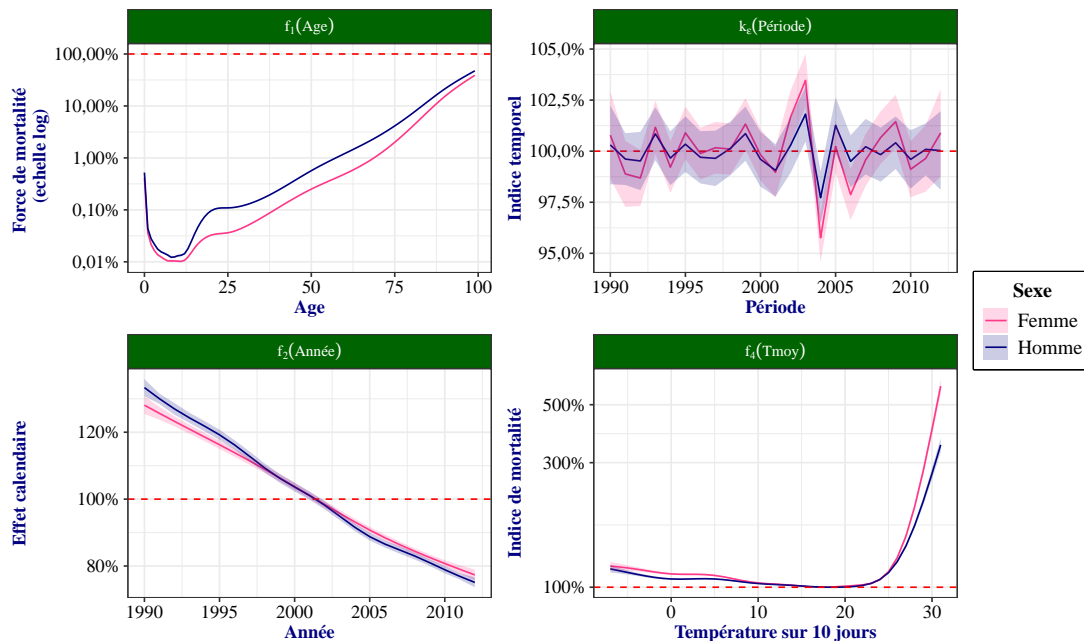 f₁(Age)
100,00%
10,00%
1,00%
0,10%
0,01%
Force de mortalité
(echelle log)
0
25
50
75
100
Age
kε(Période)
105,0%
102,5%
100,0%
97,5%
95,0%
Indice temporel
1990
1995
2000
2005
2010
Période
Sexe
Femme
Homme
f₂(Année)
120%
100%
80%
Effet calendaire
1990
1995
2000
2005
2010
Année
f₄(Tmoy)
500%
300%
100%
Indice de mortalité
0
10
20
30
Température sur 10 jours